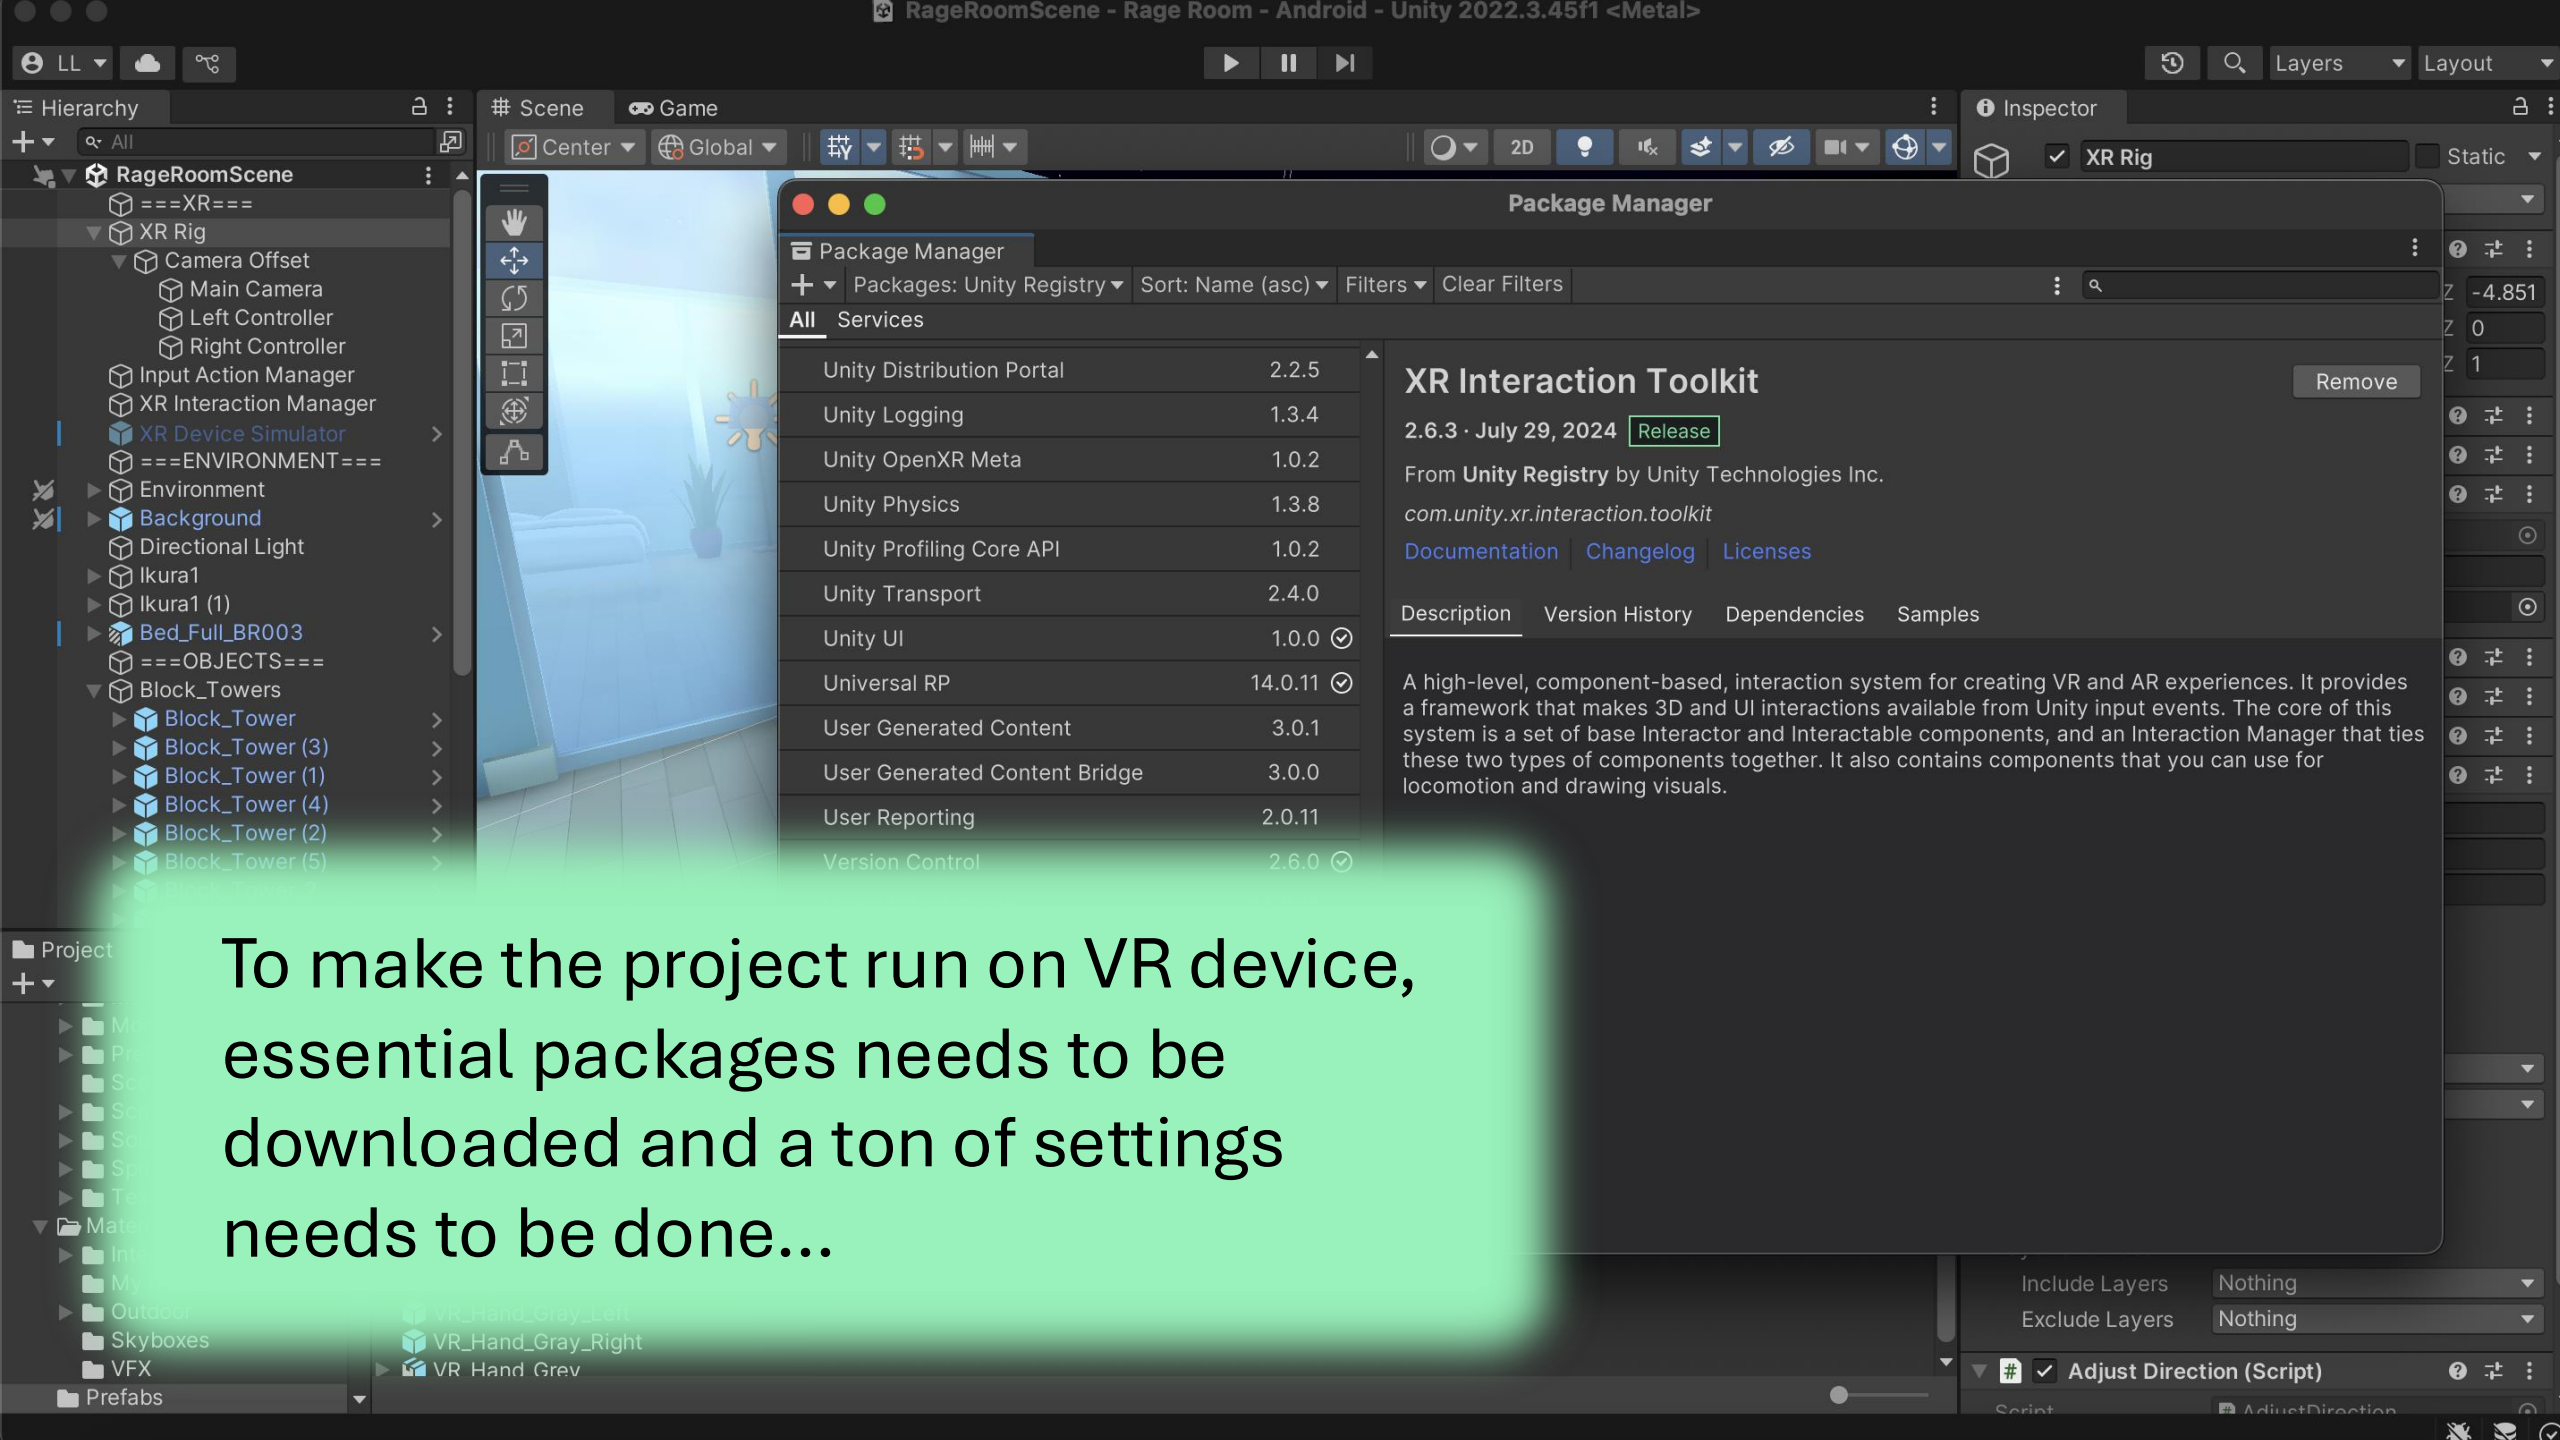 RageRoomScene - Rage Room - Android - Unity 2022.3.45f1 <Metal>
LL
Layers
Layout
Hierarchy
Scene
Game
Inspector
All
Center
Global
2D
XR Rig
Static
RageRoomScene
===XR===
XR Rig
Camera Offset
Main Camera
Left Controller
Right Controller
Input Action Manager
XR Interaction Manager
XR Device Simulator
===ENVIRONMENT===
Environment
Background
Directional Light
Ikura1
Ikura1 (1)
Bed_Full_BR003
===OBJECTS===
Block_Towers
Block_Tower
Block_Tower (3)
Block_Tower (1)
Block_Tower (4)
Block_Tower (2)
Block_Tower (5)
Package Manager
Package Manager
Packages: Unity Registry
Sort: Name (asc)
Filters
Clear Filters
All Services
Unity Distribution Portal 2.2.5
Unity Logging 1.3.4
Unity OpenXR Meta 1.0.2
Unity Physics 1.3.8
Unity Profiling Core API 1.0.2
Unity Transport 2.4.0
Unity UI 1.0.0
Universal RP 14.0.11
User Generated Content 3.0.1
User Generated Content Bridge 3.0.0
User Reporting 2.0.11
Version Control 2.6.0
XR Interaction Toolkit
Remove
2.6.3 · July 29, 2024 Release
From Unity Registry by Unity Technologies Inc.
com.unity.xr.interaction.toolkit
Documentation Changelog Licenses
Description Version History Dependencies Samples
A high-level, component-based, interaction system for creating VR and AR experiences. It provides
a framework that makes 3D and UI interactions available from Unity input events. The core of this
system is a set of base Interactor and Interactable components, and an Interaction Manager that ties
these two types of components together. It also contains components that you can use for
locomotion and drawing visuals.
Z -4.851
Z 0
Z 1
To make the project run on VR device,
essential packages needs to be
downloaded and a ton of settings
needs to be done...
Project
Outdoor
Skyboxes
VFX
Prefabs
VR_Hand_Gray_Left
VR_Hand_Gray_Right
VR_Hand_Grey
Include Layers Nothing
Exclude Layers Nothing
Adjust Direction (Script)
Script AdjustDirection